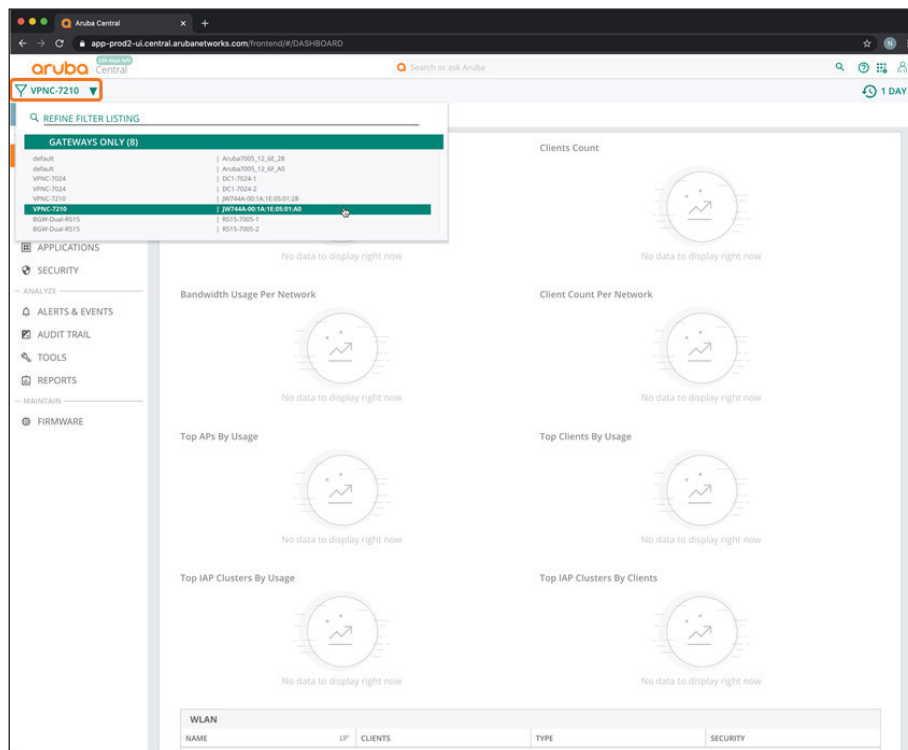 Aruba Central
app-prod2-ui.central.arubanetworks.com/frontend/#/DASHBOARD
N
aruba Central
239 days left
Search or ask Aruba
VPNC-7210
1 DAY
REFINE FILTER LISTING
GATEWAYS ONLY (8)
default | Aruba7005_12_6E_28
default | Aruba7005_12_6F_A0
VPNC-7024 | DC1-7024-1
VPNC-7024 | DC1-7024-2
VPNC-7210 | JW744A-00:1A:1E:05:01:28
VPNC-7210 | JW744A-00:1A:1E:05:01:A0
BGW-Dual-RS15 | RS15-7005-1
BGW-Dual-RS15 | RS15-7005-2
APPLICATIONS
SECURITY
ANALYZE
ALERTS & EVENTS
AUDIT TRAIL
TOOLS
REPORTS
MAINTAIN
FIRMWARE
Clients Count
No data to display right now
No data to display right now
Bandwidth Usage Per Network
Client Count Per Network
No data to display right now
No data to display right now
Top APs By Usage
Top Clients By Usage
No data to display right now
No data to display right now
Top IAP Clusters By Usage
Top IAP Clusters By Clients
No data to display right now
No data to display right now
WLAN
NAME CLIENTS TYPE SECURITY